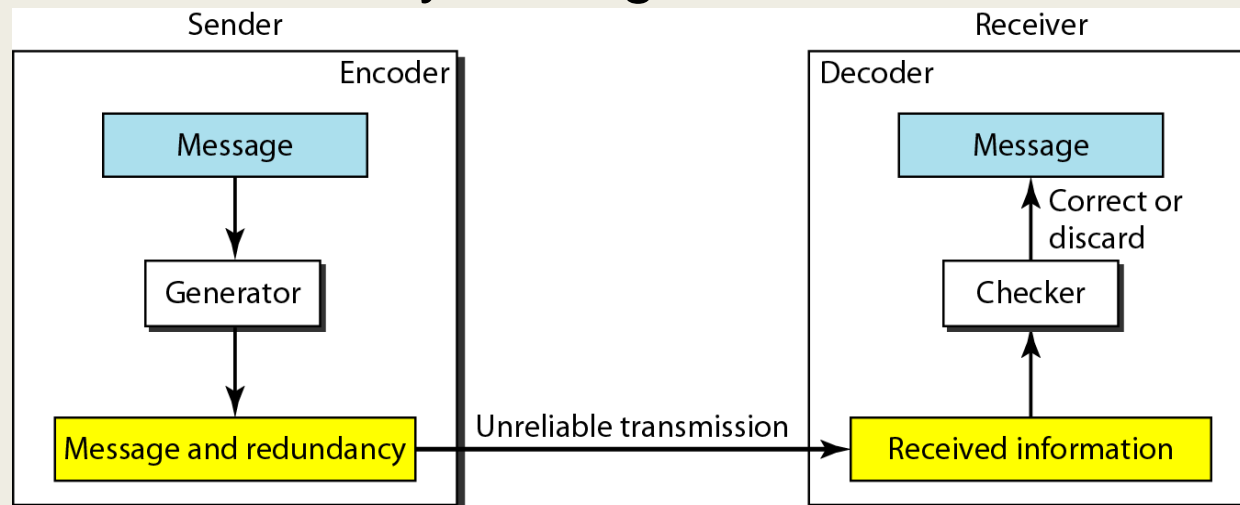 Sender
Receiver
Encoder
Decoder
Message
Message
Correct or
discard
Generator
Checker
Unreliable transmission
Message and redundancy
Received information